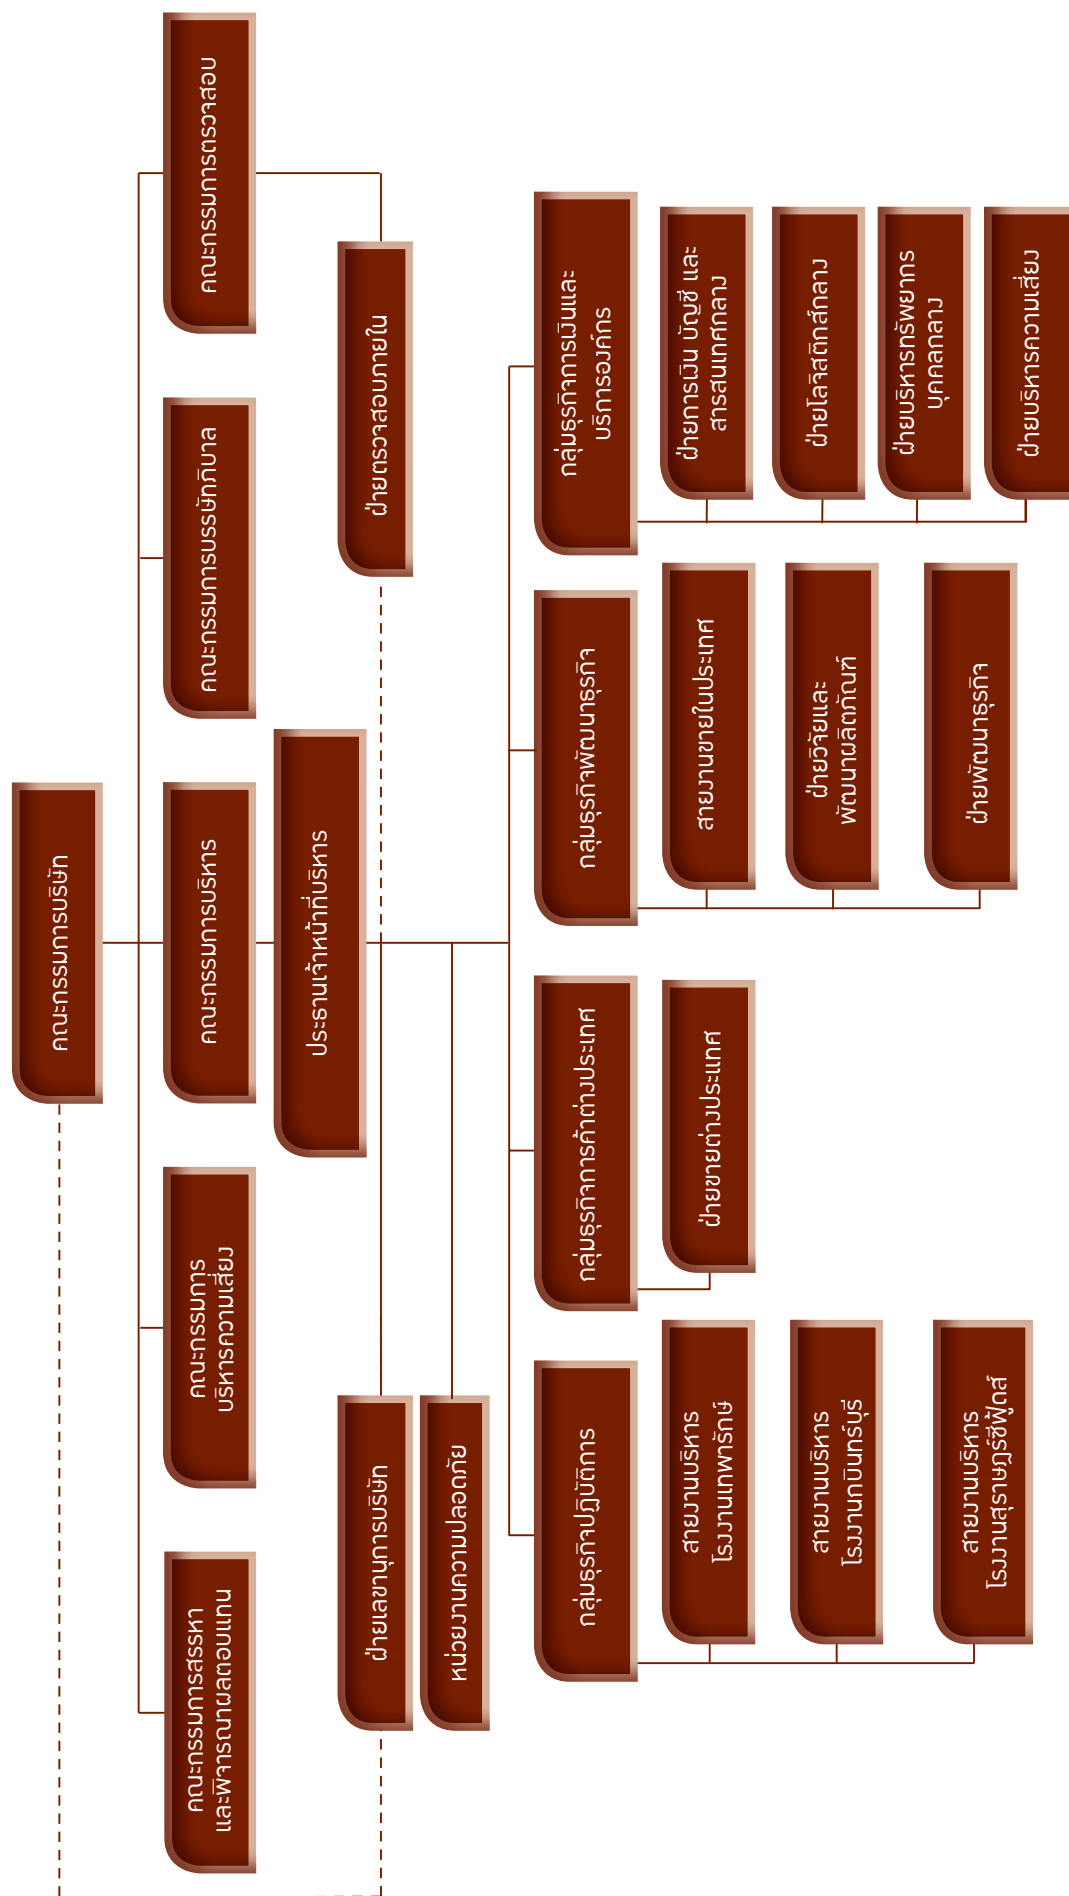 คณะกรรมการบริษัท
คณะกรรมการสรรหา
และพิจารณาผลตอบแทน
คณะกรรมการ
บริหารความเสี่ยง
คณะกรรมการบริหาร
คณะกรรมการบรรษัทภิบาล
คณะกรรมการตรวจสอบ
ประธานเจ้าหน้าที่บริหาร
ฝ่ายเลขานุการบริษัท
ฝ่ายตรวจสอบภายใน
หน่วยงานความปลอดภัย
กลุ่มธุรกิจปฏิบัติการ
กลุ่มธุรกิจการค้าต่างประเทศ
กลุ่มธุรกิจพัฒนาธุรกิจ
กลุ่มธุรกิจการเงินและ
บริการองค์กร
สายงานบริหาร
โรงงานเทพารักษ์
ฝ่ายขายต่างประเทศ
สายงานขายในประเทศ
ฝ่ายการเงิน บัญชี และ
สารสนเทศกลาง
สายงานบริหาร
โรงงานกบินทร์บุรี
ฝ่ายวิจัยและ
พัฒนาผลิตภัณฑ์
ฝ่ายโลจิสติกส์กลาง
สายงานบริหาร
โรงงานสุราษฎร์ซีฟู้ดส์
ฝ่ายพัฒนาธุรกิจ
ฝ่ายบริหารทรัพยากร
บุคคลกลาง
ฝ่ายบริหารความเสี่ยง